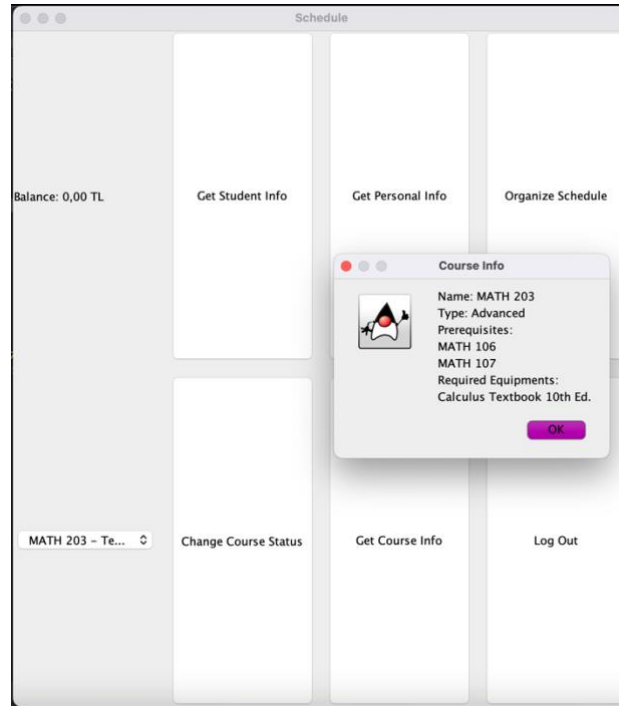 Schedule
Balance: 0,00 TL
Get Student Info
Get Personal Info
Organize Schedule
Course Info
Name: MATH 203
Type: Advanced
Prerequisites:
MATH 106
MATH 107
Required Equipments:
Calculus Textbook 10th Ed.
OK
MATH 203 – Te...
Change Course Status
Get Course Info
Log Out